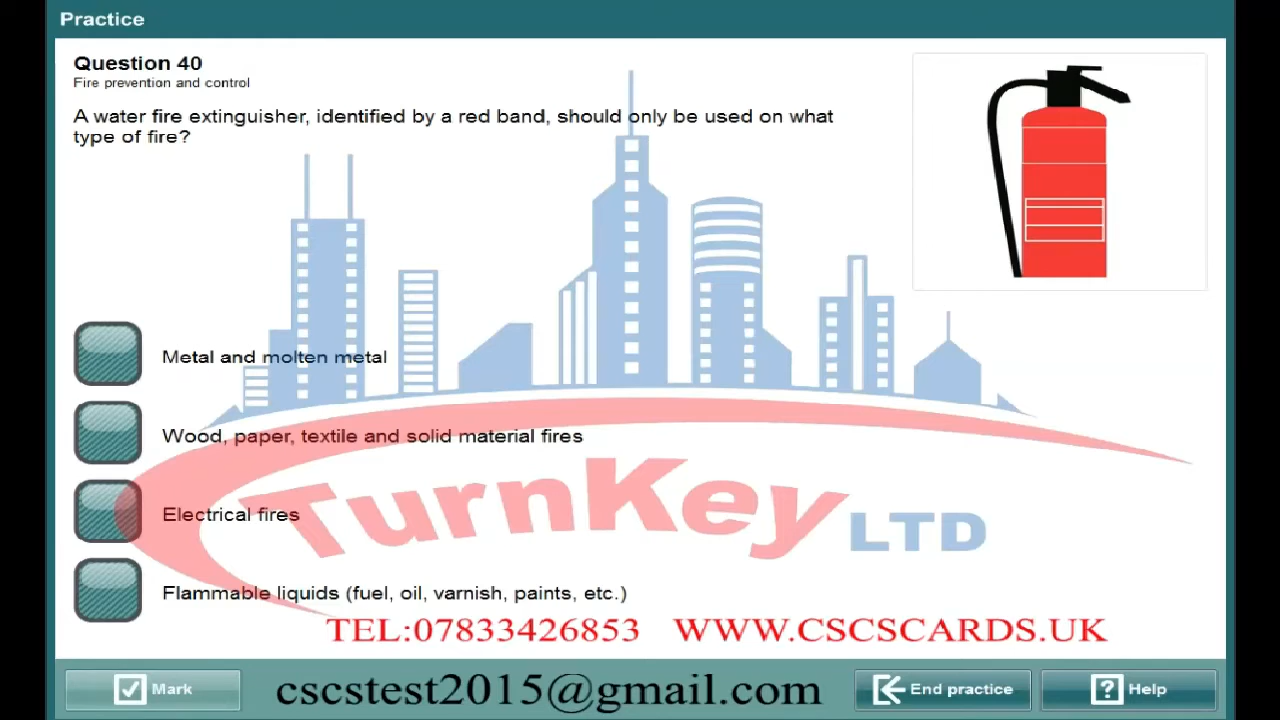 Practice
Question 40
Fire prevention and control
A water fire extinguisher, identified by a red band, should only be used on what
type of fire?
Metal and molten metal
Wood, paper, textile and solid material fires
Electrical fires
Flammable liquids (fuel, oil, varnish, paints, etc.)
TurnKey LTD
TEL:07833426853 WWW.CSCSCARDS.UK
Mark
cscstest2015@gmail.com
End practice
? Help